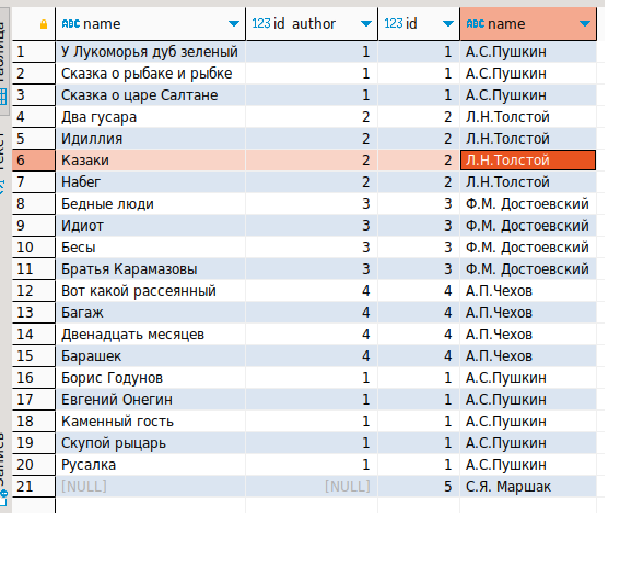 ABC name 123 id_author 123 id ABC name
1 У Лукоморья дуб зеленый 1 1 А.С.Пушкин
2 Сказка о рыбаке и рыбке 1 1 А.С.Пушкин
3 Сказка о царе Салтане 1 1 А.С.Пушкин
4 Два гусара 2 2 Л.Н.Толстой
5 Идиллия 2 2 Л.Н.Толстой
6 Казаки 2 2 Л.Н.Толстой
7 Набег 2 2 Л.Н.Толстой
8 Бедные люди 3 3 Ф.М. Достоевский
9 Идиот 3 3 Ф.М. Достоевский
10 Бесы 3 3 Ф.М. Достоевский
11 Братья Карамазовы 3 3 Ф.М. Достоевский
12 Вот какой рассеянный 4 4 А.П.Чехов
13 Багаж 4 4 А.П.Чехов
14 Двенадцать месяцев 4 4 А.П.Чехов
15 Барашек 4 4 А.П.Чехов
16 Борис Годунов 1 1 А.С.Пушкин
17 Евгений Онегин 1 1 А.С.Пушкин
18 Каменный гость 1 1 А.С.Пушкин
19 Скупой рыцарь 1 1 А.С.Пушкин
20 Русалка 1 1 А.С.Пушкин
21 [NULL] [NULL] 5 С.Я. Маршак